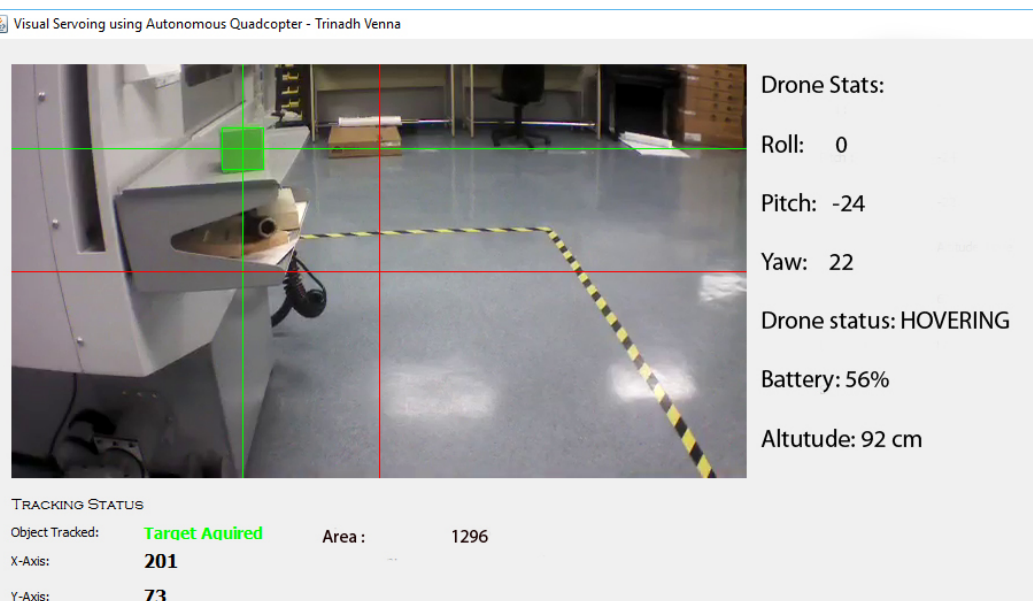 Visual Servoing using Autonomous Quadcopter - Trinadh Venna
Drone Stats:
Roll: 0
Pitch: -24
Yaw: 22
Drone status: HOVERING
Battery: 56%
Altutude: 92 cm
TRACKING STATUS
Object Tracked: Target Aquired Area : 1296
X-Axis: 201
Y-Axis: 73